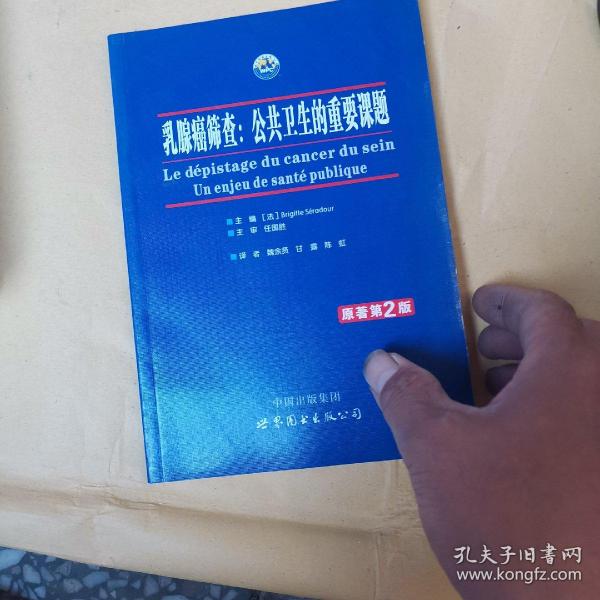 WPC
乳腺癌筛查：公共卫生的重要课题
Le dépistage du cancer du sein
Un enjeu de santé publique
主 编 [法] Brigitte Séradour
主 审 任国胜
译 者 魏余贤 甘 露 陈 虹
原著第2版
中国出版集团
世界图书出版公司
孔夫子旧书网
www.kongfz.com